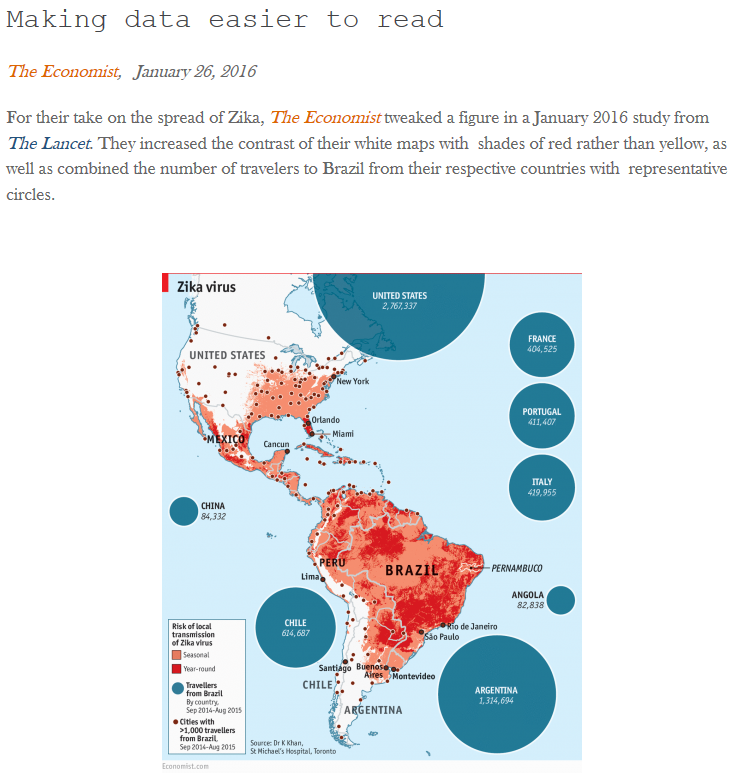 Making data easier to read
The Economist, January 26, 2016
For their take on the spread of Zika, The Economist tweaked a figure in a January 2016 study from
The Lancet. They increased the contrast of their white maps with shades of red rather than yellow, as
well as combined the number of travelers to Brazil from their respective countries with representative
circles.
Zika virus
UNITED STATES
2,767,337
FRANCE
404,525
UNITED STATES
New York
PORTUGAL
411,407
Orlando
Miami
MEXICO
Cancun
ITALY
419,955
CHINA
84,332
PERU
BRAZIL
PERNAMBUCO
Lima
ANGOLA
82,838
CHILE
614,687
Rio de Janeiro
São Paulo
Risk of local
transmission
of Zika virus
Seasonal
Year-round
Travellers
from Brazil
By country,
Sep 2014-Aug 2015
Cities with
>1,000 travellers
from Brazil,
Sep 2014-Aug 2015
Santiago
Buenos
Aires
Montevideo
CHILE
ARGENTINA
1,314,694
ARGENTINA
Source: Dr K Khan,
St Michael's Hospital, Toronto
Economist.com